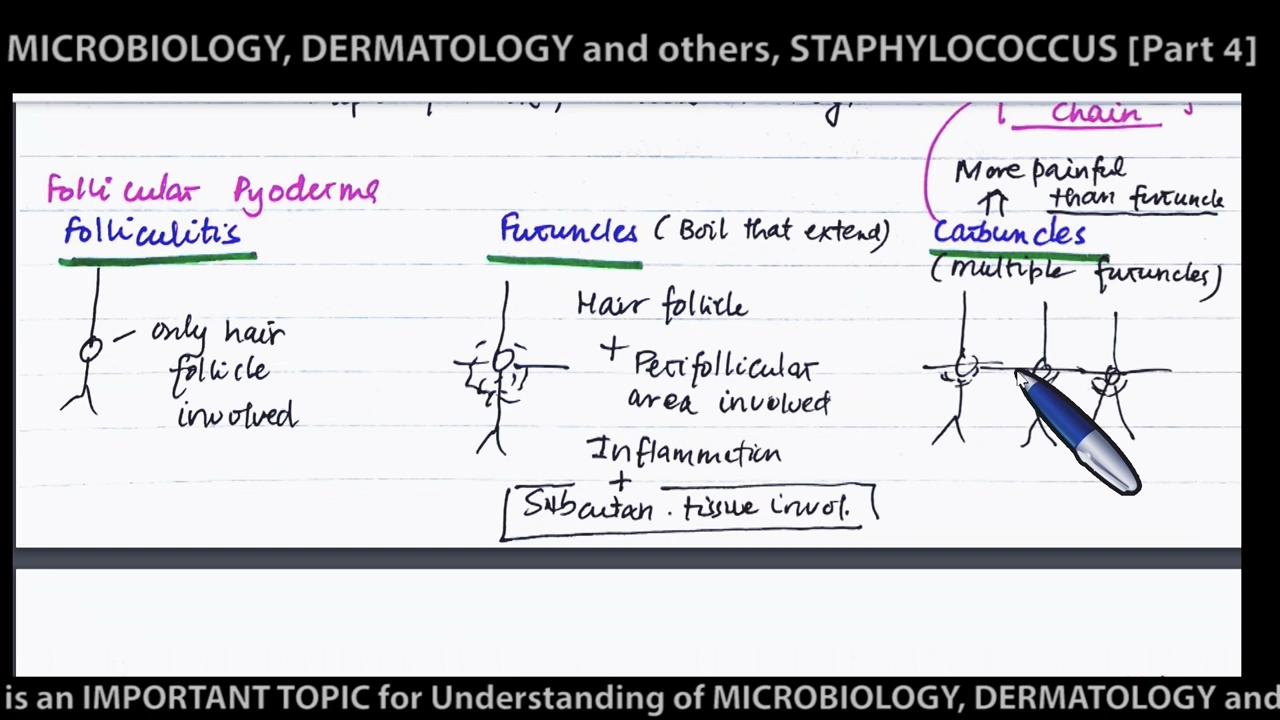 MICROBIOLOGY, DERMATOLOGY and others, STAPHYLOCOCCUS [Part 4]
Chain
More painful
than furuncle
Follicular Pyoderma
Folliculitis
Furuncles (Boil that extend)
Carbuncles
(multiple furuncles)
only hair
follicle
involved
Hair follicle
+
Perifollicular
area involved
Inflammation
+
Subcutan. tissue invol.
is an IMPORTANT TOPIC for Understanding of MICROBIOLOGY, DERMATOLOGY and